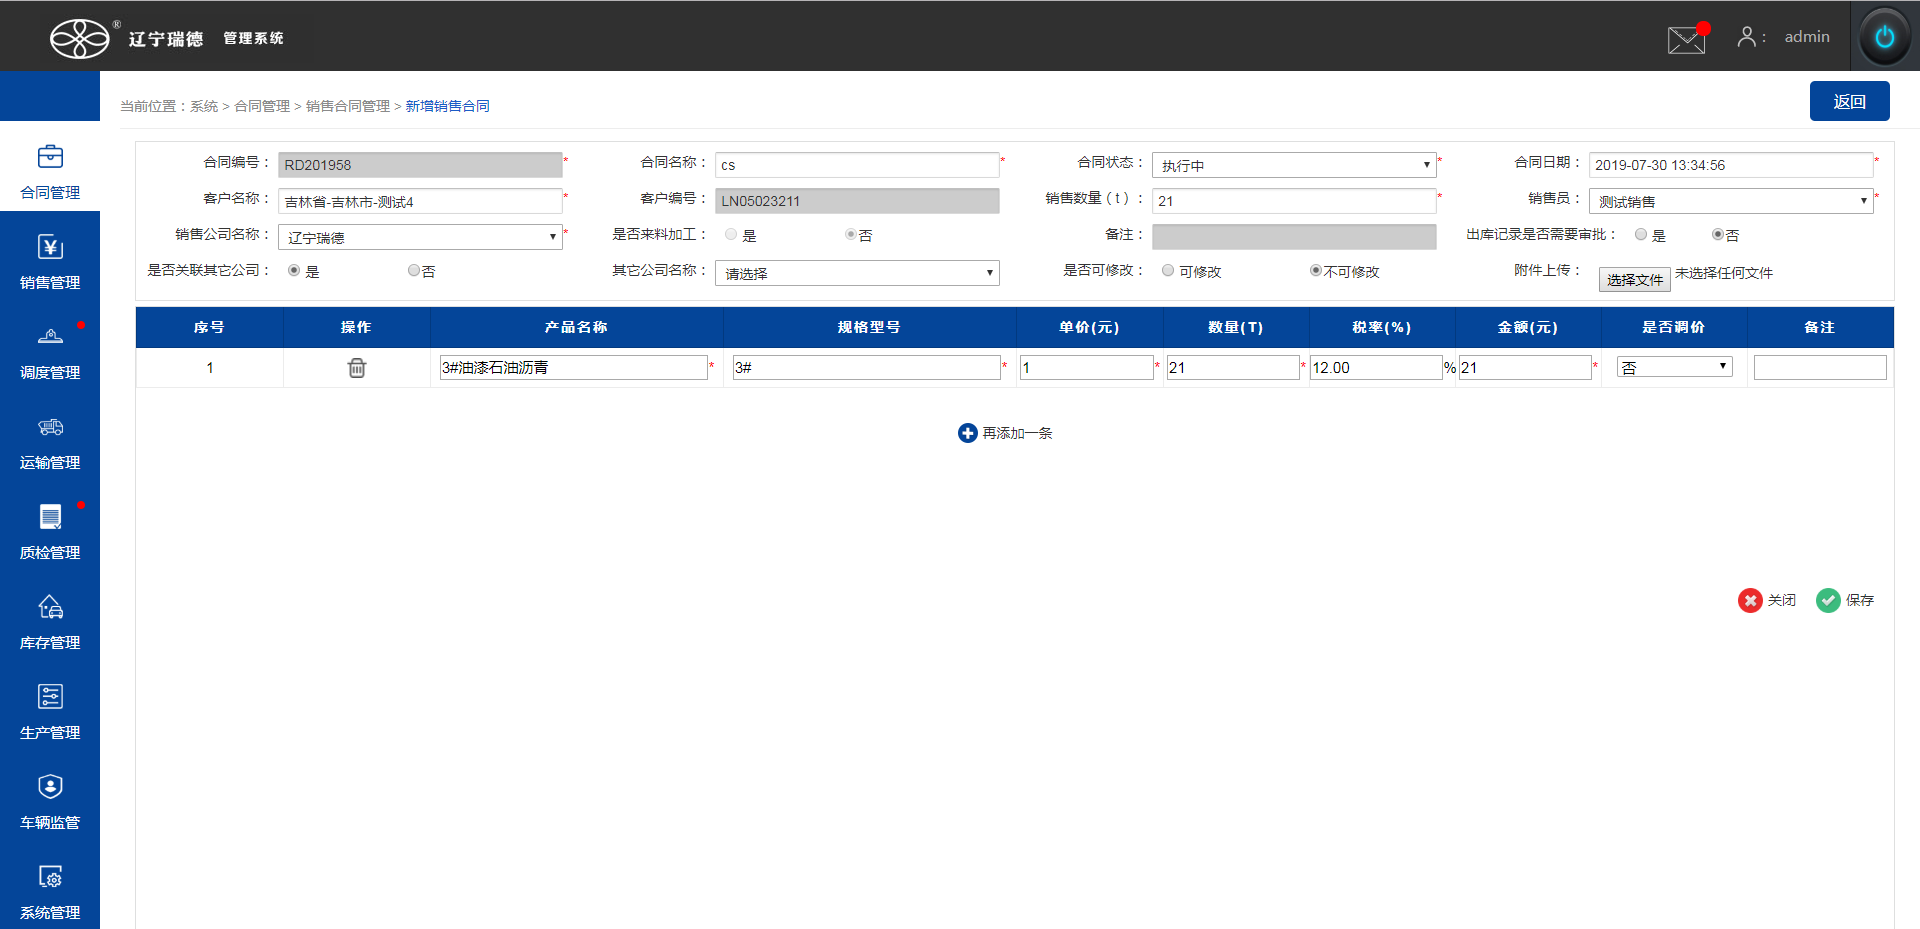 ® 辽宁瑞德 管理系统
: admin
当前位置：系统 > 合同管理 > 销售合同管理 > 新增销售合同
返回
合同管理
销售管理
调度管理
运输管理
质检管理
库存管理
生产管理
车辆监管
系统管理
合同编号： RD201958 * 合同名称： cs * 合同状态： 执行中 * 合同日期： 2019-07-30 13:34:56 *
客户名称： 吉林省-吉林市-测试4 * 客户编号： LN05023211 销售数量（t）： 21 * 销售员： 测试销售 *
销售公司名称： 辽宁瑞德 * 是否来料加工： 是 否 备注： 出库记录是否需要审批： 是 否
是否关联其它公司： 是 否 其它公司名称： 请选择 是否可修改： 可修改 不可修改 附件上传： 选择文件 未选择任何文件
序号 操作 产品名称 规格型号 单价(元) 数量(T) 税率(%) 金额(元) 是否调价 备注
1 3#油漆石油沥青 * 3# * 1 * 21 * 12.00 % 21 * 否
再添加一条
关闭 保存